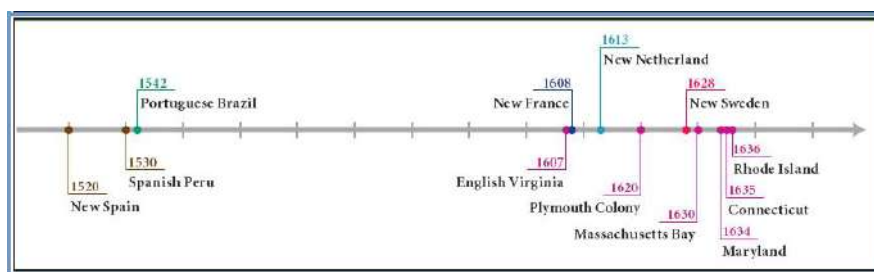 1613
New Netherland
1542
Portuguese Brazil
1608
New France
1628
New Sweden
1530
Spanish Peru
1520
New Spain
1607
English Virginia
1620
Plymouth Colony
1630
Massachusetts Bay
1636
Rhode Island
1635
Connecticut
1634
Maryland